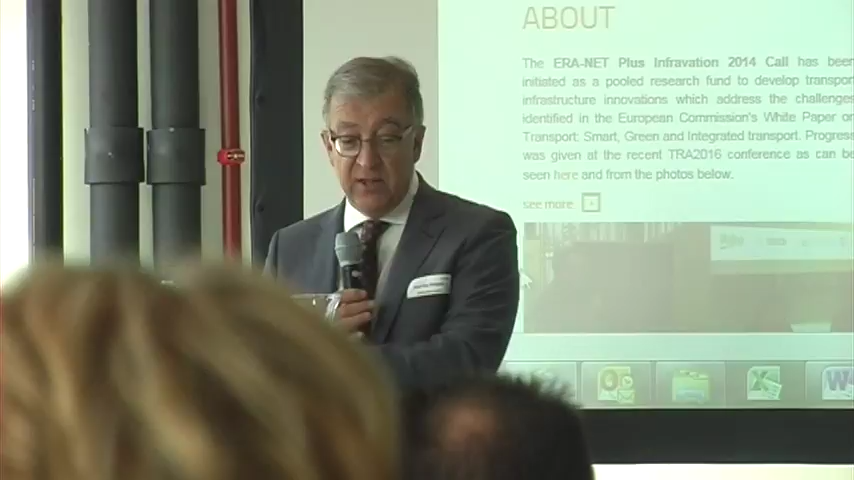 ABOUT
The ERA-NET Plus Infravation 2014 Call has been
initiated as a pooled research fund to develop transport
infrastructure innovations which address the challenges
identified in the European Commission's White Paper on
Transport: Smart, Green and Integrated transport. Progress
was given at the recent TRA2016 conference as can be
seen here and from the photos below.
see more